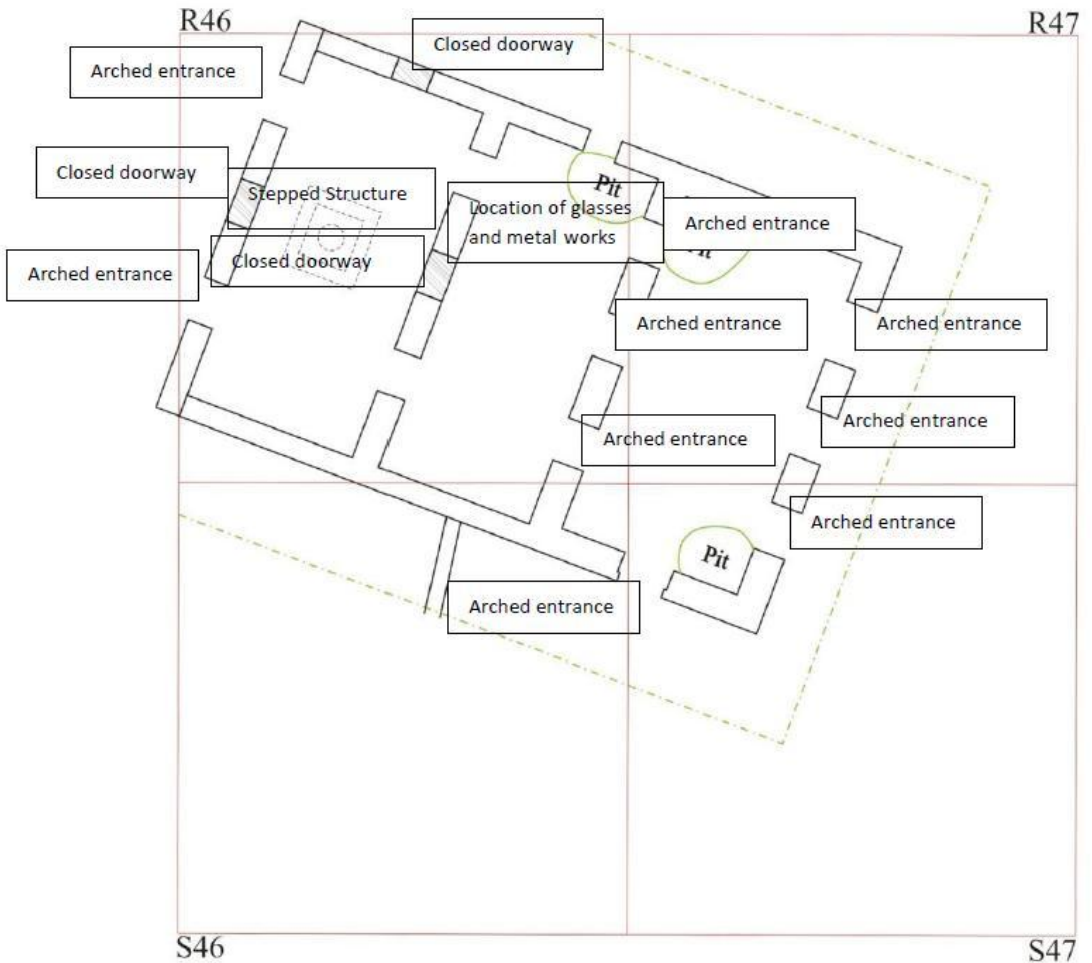 R46
R47
Closed doorway
Arched entrance
Closed doorway
Stepped Structure
Pit
Location of glasses
and metal works
Arched entrance
Closed doorway
Arched entrance
Arched entrance
Arched entrance
Arched entrance
Arched entrance
Arched entrance
Pit
Arched entrance
S46
S47